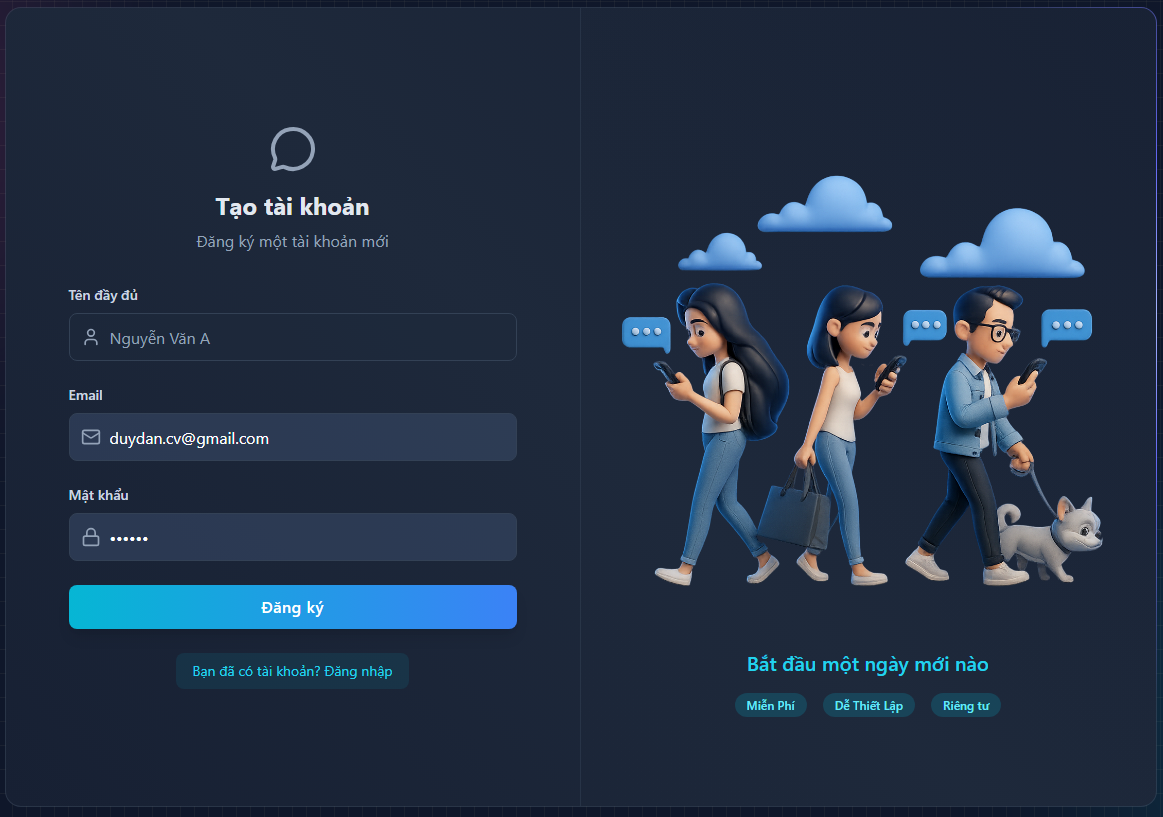 Tạo tài khoản
Đăng ký một tài khoản mới
Tên đầy đủ
Nguyễn Văn A
Email
duydan.cv@gmail.com
Mật khẩu
••••••
Đăng ký
Bạn đã có tài khoản? Đăng nhập
Bắt đầu một ngày mới nào
Miễn Phí
Dễ Thiết Lập
Riêng tư